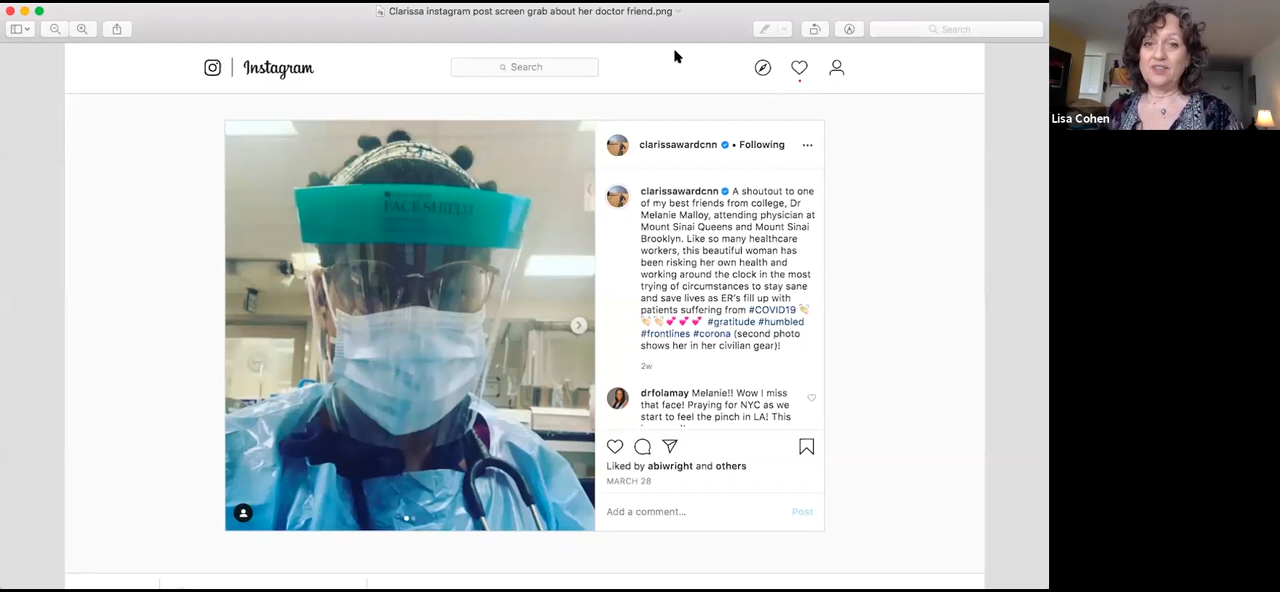 Clarissa instagram post screen grab about her doctor friend.png
Search
Lisa Cohen
Instagram
Search
FACE SHIELD
clarissawardcnn • Following
clarissawardcnn A shoutout to one
of my best friends from college, Dr
Melanie Malloy, attending physician at
Mount Sinai Queens and Mount Sinai
Brooklyn. Like so many healthcare
workers, this beautiful woman has
been risking her own health and
working around the clock in the most
trying of circumstances to stay sane
and save lives as ER's fill up with
patients suffering from #COVID19 👏🏻
👏🏻👏🏻💕💕💕 #gratitude #humbled
#frontlines #corona (second photo
shows her in her civilian gear)!
2w
drfolamay Melanie!! Wow I miss
that face! Praying for NYC as we
start to feel the pinch in LA! This
Liked by abiwright and others
MARCH 28
Add a comment...
Post